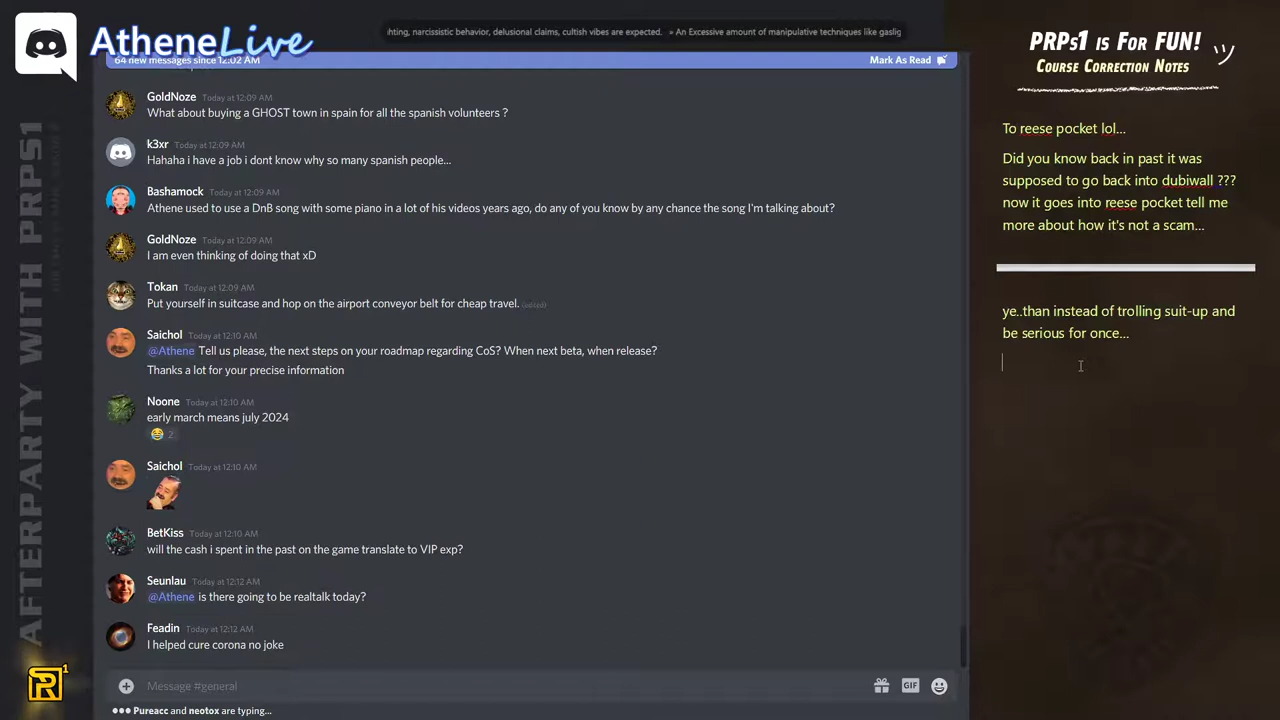 AtheneLive
hting, narcissistic behavior, delusional claims, cultish vibes are expected. » An Excessive amount of manipulative techniques like gaslig
64 new messages since 12:02 AM
Mark As Read
GoldNoze Today at 12:09 AM
What about buying a GHOST town in spain for all the spanish volunteers ?
k3xr Today at 12:09 AM
Hahaha i have a job i dont know why so many spanish people...
Bashamock Today at 12:09 AM
Athene used to use a DnB song with some piano in a lot of his videos years ago, do any of you know by any chance the song I'm talking about?
GoldNoze Today at 12:09 AM
I am even thinking of doing that xD
Tokan Today at 12:09 AM
Put yourself in suitcase and hop on the airport conveyor belt for cheap travel. (edited)
Saichol Today at 12:10 AM
@Athene Tell us please, the next steps on your roadmap regarding CoS? When next beta, when release?
Thanks a lot for your precise information
Noone Today at 12:10 AM
early march means july 2024
2
Saichol Today at 12:10 AM
BetKiss Today at 12:10 AM
will the cash i spent in the past on the game translate to VIP exp?
Seunlau Today at 12:12 AM
@Athene is there going to be realtalk today?
Feadin Today at 12:12 AM
I helped cure corona no joke
Message #general
GIF
Pureacc and neotox are typing...
AFTERPARTY WITH PRPS1
R1
PRPs1 is For FUN!
Course Correction Notes
ツ
To reese pocket lol...
Did you know back in past it was
supposed to go back into dubiwall ???
now it goes into reese pocket tell me
more about how it's not a scam...
ye..than instead of trolling suit-up and
be serious for once...